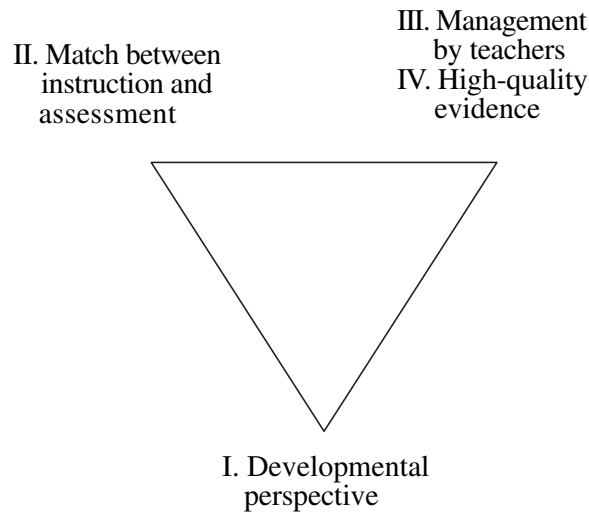 II. Match between
instruction and
assessment
III. Management
by teachers
IV. High-quality
evidence
I. Developmental
perspective